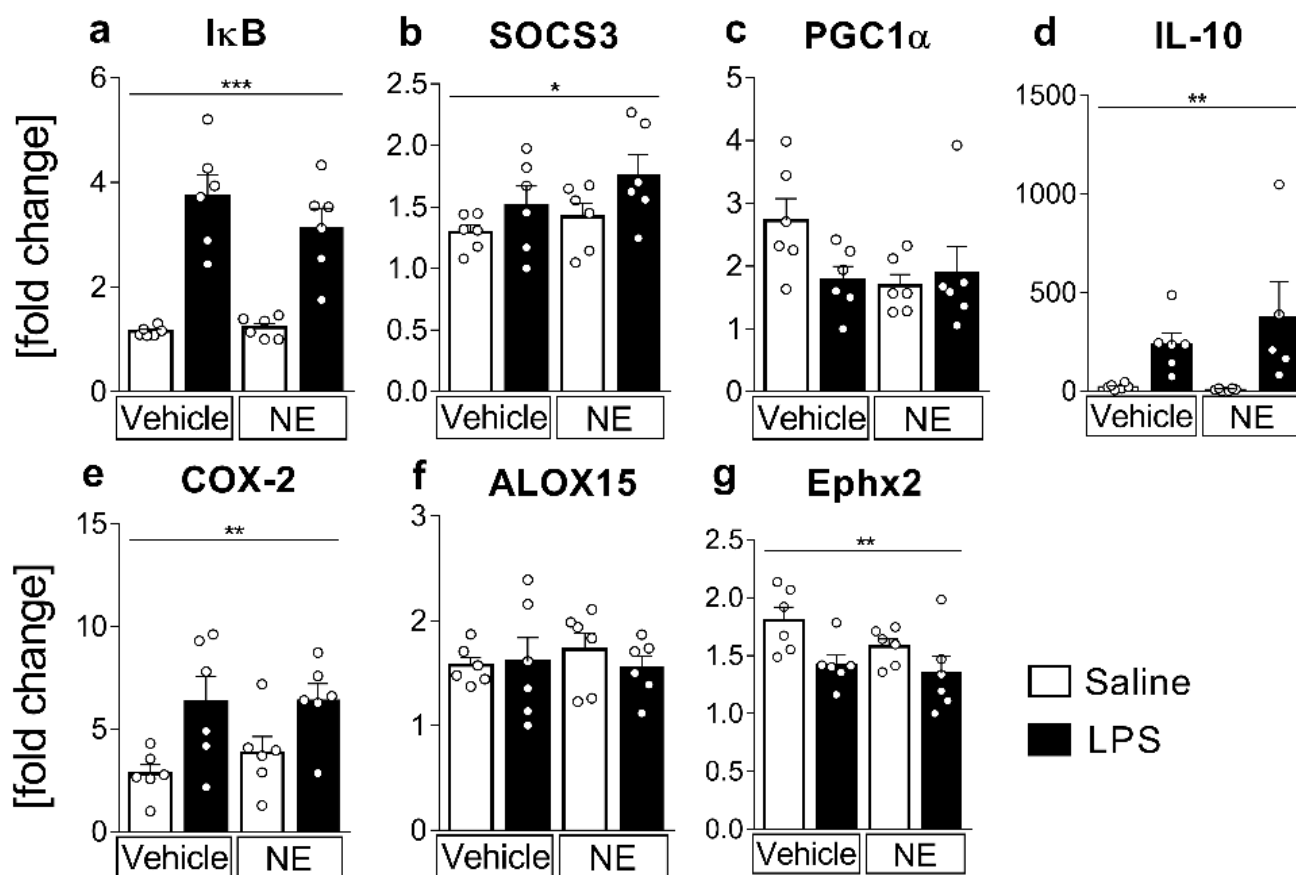 a IκB
b SOCS3
c PGC1α
d IL-10
[fold change]
6
4
2
0
***
Vehicle NE
2.5
2.0
1.5
1.0
0.5
0.0
*
Vehicle NE
5
4
3
2
1
0
Vehicle NE
1500
1000
500
0
**
Vehicle NE
e COX-2
f ALOX15
g Ephx2
[fold change]
15
10
5
0
**
Vehicle NE
3
2
1
0
Vehicle NE
2.5
2.0
1.5
1.0
0.5
0.0
**
Vehicle NE
Saline
LPS